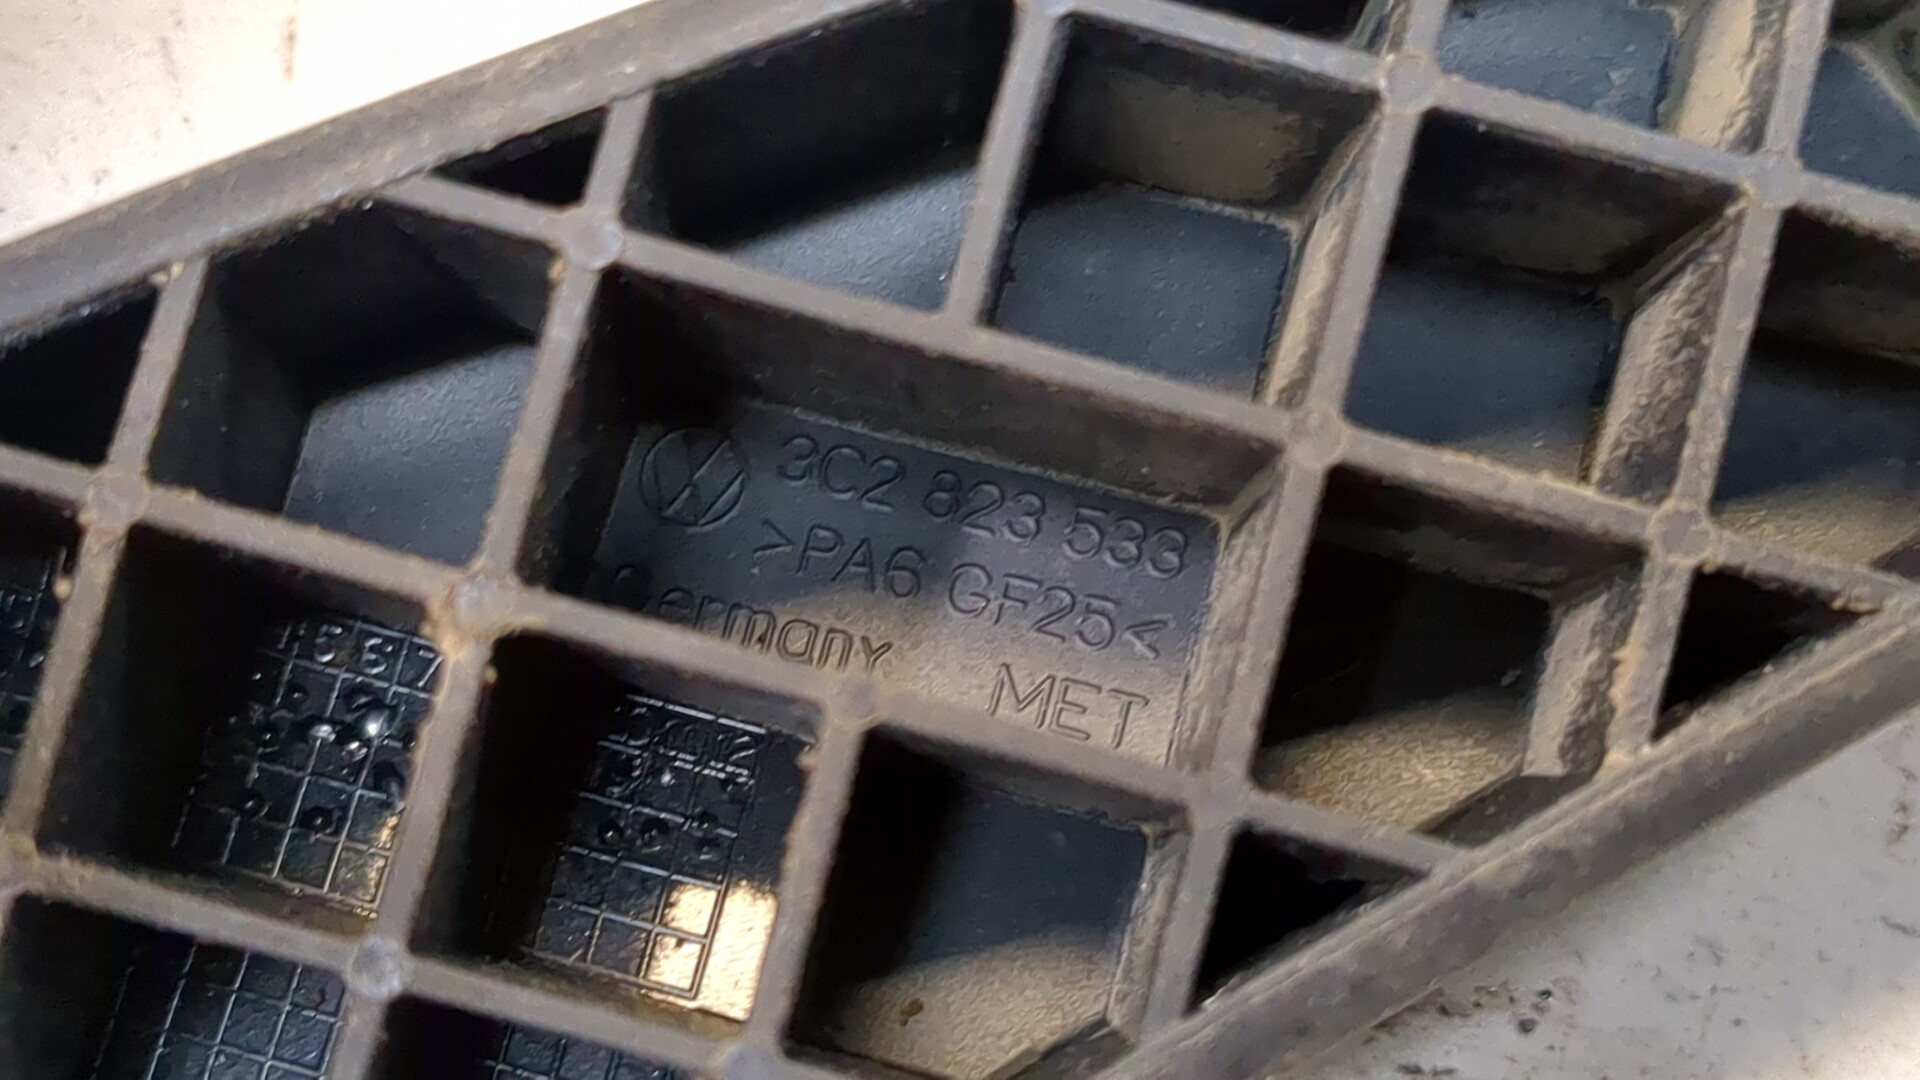 3C2 823 533
>PA6 GF25<
Germany
MET